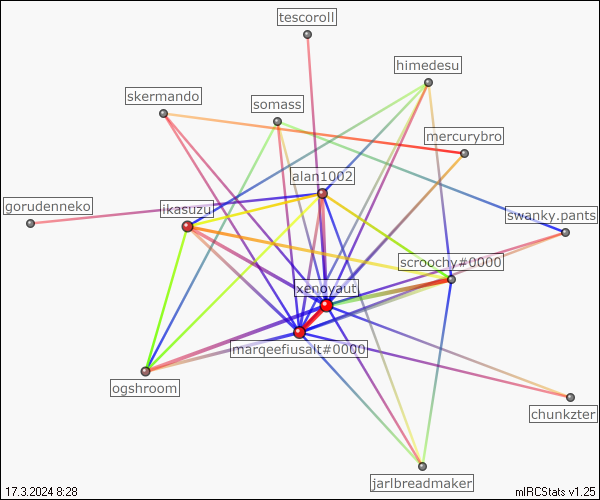 tescoroll
himedesu
skermando
somass
mercurybro
alan1002
gorudenneko
ikasuzu
swanky.pants
scroochy#0000
xenoyaut
marqeefiusalt#0000
ogshroom
chunkzter
jarlbreadmaker
17.3.2024 8:28
mIRCStats v1.25